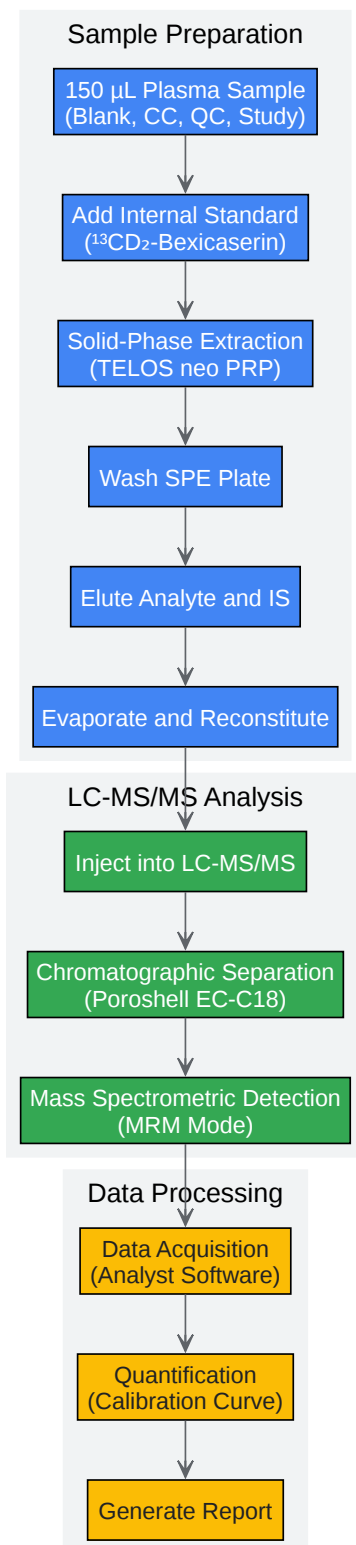 Sample Preparation
150 µL Plasma Sample
(Blank, CC, QC, Study)
Add Internal Standard
(¹³CD₂-Bexicaserin)
Solid-Phase Extraction
(TELOS neo PRP)
Wash SPE Plate
Elute Analyte and IS
Evaporate and Reconstitute
LC-MS/MS Analysis
Inject into LC-MS/MS
Chromatographic Separation
(Poroshell EC-C18)
Mass Spectrometric Detection
(MRM Mode)
Data Processing
Data Acquisition
(Analyst Software)
Quantification
(Calibration Curve)
Generate Report